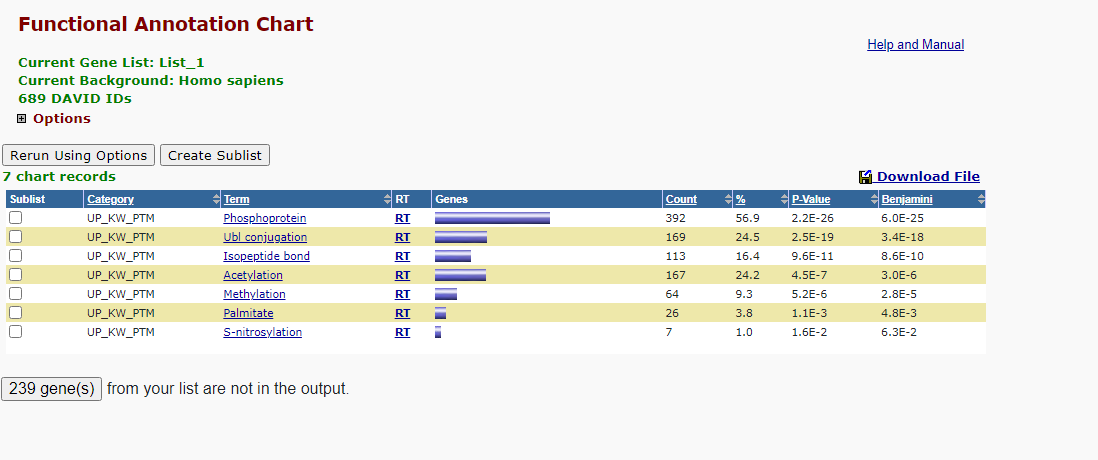 Functional Annotation Chart
Help and Manual
Current Gene List: List_1
Current Background: Homo sapiens
689 DAVID IDs
Options
Rerun Using Options Create Sublist
7 chart records Download File
Sublist Category Term RT Genes Count % P-Value Benjamini
UP_KW_PTM Phosphoprotein RT 392 56.9 2.2E-26 6.0E-25
UP_KW_PTM Ubl conjugation RT 169 24.5 2.5E-19 3.4E-18
UP_KW_PTM Isopeptide bond RT 113 16.4 9.6E-11 8.6E-10
UP_KW_PTM Acetylation RT 167 24.2 4.5E-7 3.0E-6
UP_KW_PTM Methylation RT 64 9.3 5.2E-6 2.8E-5
UP_KW_PTM Palmitate RT 26 3.8 1.1E-3 4.8E-3
UP_KW_PTM S-nitrosylation RT 7 1.0 1.6E-2 6.3E-2
239 gene(s) from your list are not in the output.